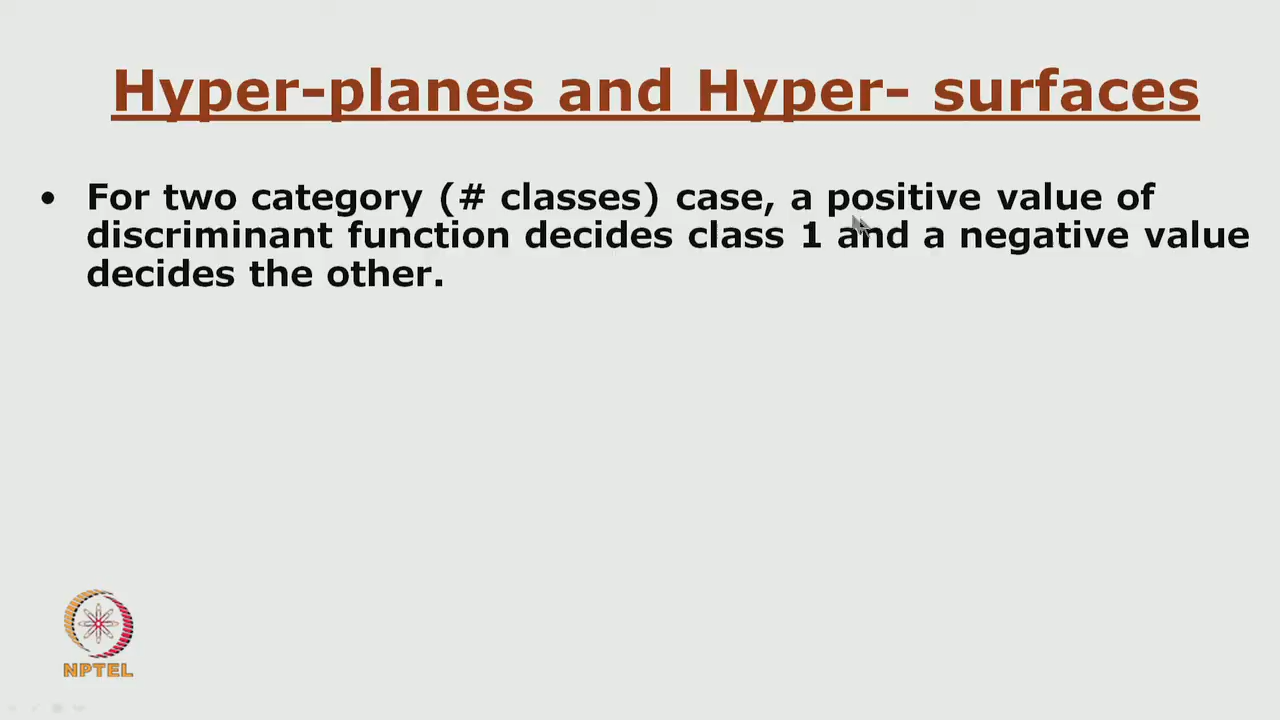 Hyper-planes and Hyper- surfaces
• For two category (# classes) case, a positive value of
discriminant function decides class 1 and a negative value
decides the other.
NPTEL